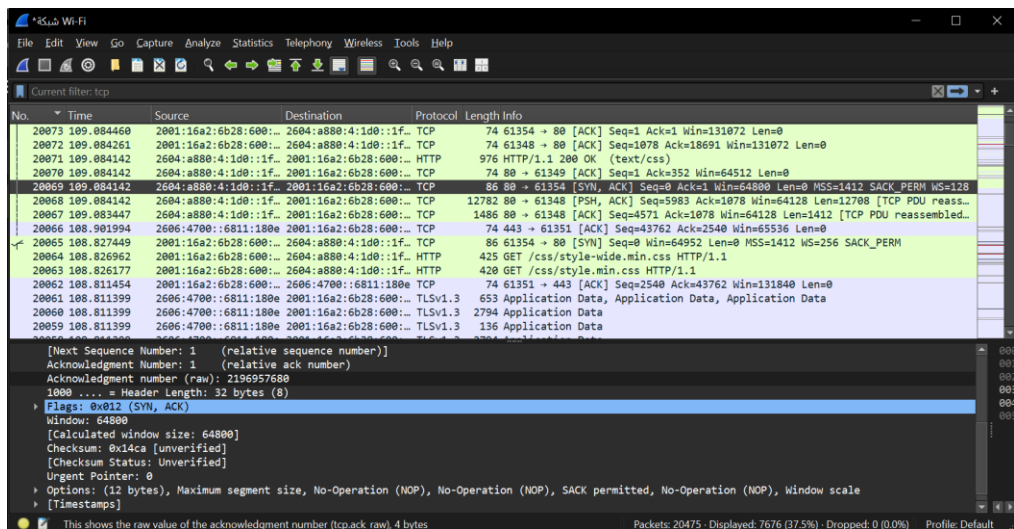 *شبكة Wi-Fi
File Edit View Go Capture Analyze Statistics Telephony Wireless Tools Help
Current filter: tcp
No. Time Source Destination Protocol Length Info
20073 109.084460 2001:16a2:6b28:600:… 2604:a880:4:1d0::1f… TCP 74 61354 → 80 [ACK] Seq=1 Ack=1 Win=131072 Len=0
20072 109.084261 2001:16a2:6b28:600:… 2604:a880:4:1d0::1f… TCP 74 61348 → 80 [ACK] Seq=1078 Ack=18691 Win=131072 Len=0
20071 109.084142 2604:a880:4:1d0::1f… 2001:16a2:6b28:600:… HTTP 976 HTTP/1.1 200 OK (text/css)
20070 109.084142 2604:a880:4:1d0::1f… 2001:16a2:6b28:600:… TCP 74 80 → 61349 [ACK] Seq=1 Ack=352 Win=64512 Len=0
20069 109.084142 2604:a880:4:1d0::1f… 2001:16a2:6b28:600:… TCP 86 80 → 61354 [SYN, ACK] Seq=0 Ack=1 Win=64800 Len=0 MSS=1412 SACK_PERM WS=128
20068 109.084142 2604:a880:4:1d0::1f… 2001:16a2:6b28:600:… TCP 12782 80 → 61348 [PSH, ACK] Seq=5983 Ack=1078 Win=64128 Len=12708 [TCP PDU reass…
20067 109.083447 2604:a880:4:1d0::1f… 2001:16a2:6b28:600:… TCP 1486 80 → 61348 [ACK] Seq=4571 Ack=1078 Win=64128 Len=1412 [TCP PDU reassembled…
20066 108.901994 2606:4700::6811:180e 2001:16a2:6b28:600:… TCP 74 443 → 61351 [ACK] Seq=43762 Ack=2540 Win=65536 Len=0
20065 108.827449 2001:16a2:6b28:600:… 2604:a880:4:1d0::1f… TCP 86 61354 → 80 [SYN] Seq=0 Win=64952 Len=0 MSS=1412 WS=256 SACK_PERM
20064 108.826962 2001:16a2:6b28:600:… 2604:a880:4:1d0::1f… HTTP 425 GET /css/style-wide.min.css HTTP/1.1
20063 108.826177 2001:16a2:6b28:600:… 2604:a880:4:1d0::1f… HTTP 420 GET /css/style.min.css HTTP/1.1
20062 108.811454 2001:16a2:6b28:600:… 2606:4700::6811:180e TCP 74 61351 → 443 [ACK] Seq=2540 Ack=43762 Win=131840 Len=0
20061 108.811399 2606:4700::6811:180e 2001:16a2:6b28:600:… TLSv1.3 653 Application Data, Application Data, Application Data
20060 108.811399 2606:4700::6811:180e 2001:16a2:6b28:600:… TLSv1.3 2794 Application Data
20059 108.811399 2606:4700::6811:180e 2001:16a2:6b28:600:… TLSv1.3 136 Application Data
[Next Sequence Number: 1 (relative sequence number)]
Acknowledgment Number: 1 (relative ack number)
Acknowledgment number (raw): 2196957680
1000 .... = Header Length: 32 bytes (8)
Flags: 0x012 (SYN, ACK)
Window: 64800
[Calculated window size: 64800]
Checksum: 0x14ca [unverified]
[Checksum Status: Unverified]
Urgent Pointer: 0
Options: (12 bytes), Maximum segment size, No-Operation (NOP), No-Operation (NOP), SACK permitted, No-Operation (NOP), Window scale
[Timestamps]
This shows the raw value of the acknowledgment number (tcp.ack_raw), 4 bytes
Packets: 20475 · Displayed: 7676 (37.5%) · Dropped: 0 (0.0%)
Profile: Default